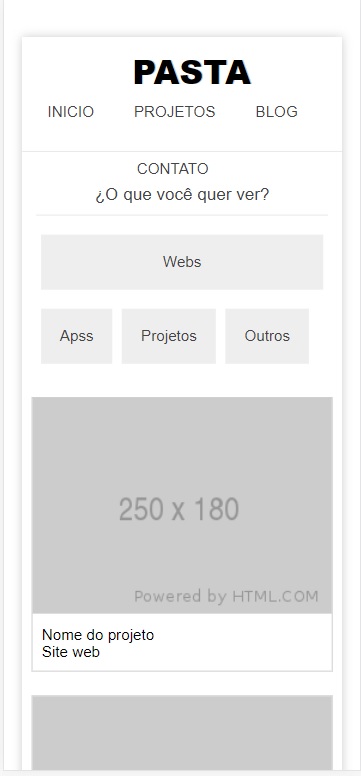 PASTA
INICIO PROJETOS BLOG
CONTATO
¿O que você quer ver?
Webs
Apss Projetos Outros
250 x 180
Powered by HTML.COM
Nome do projeto
Site web